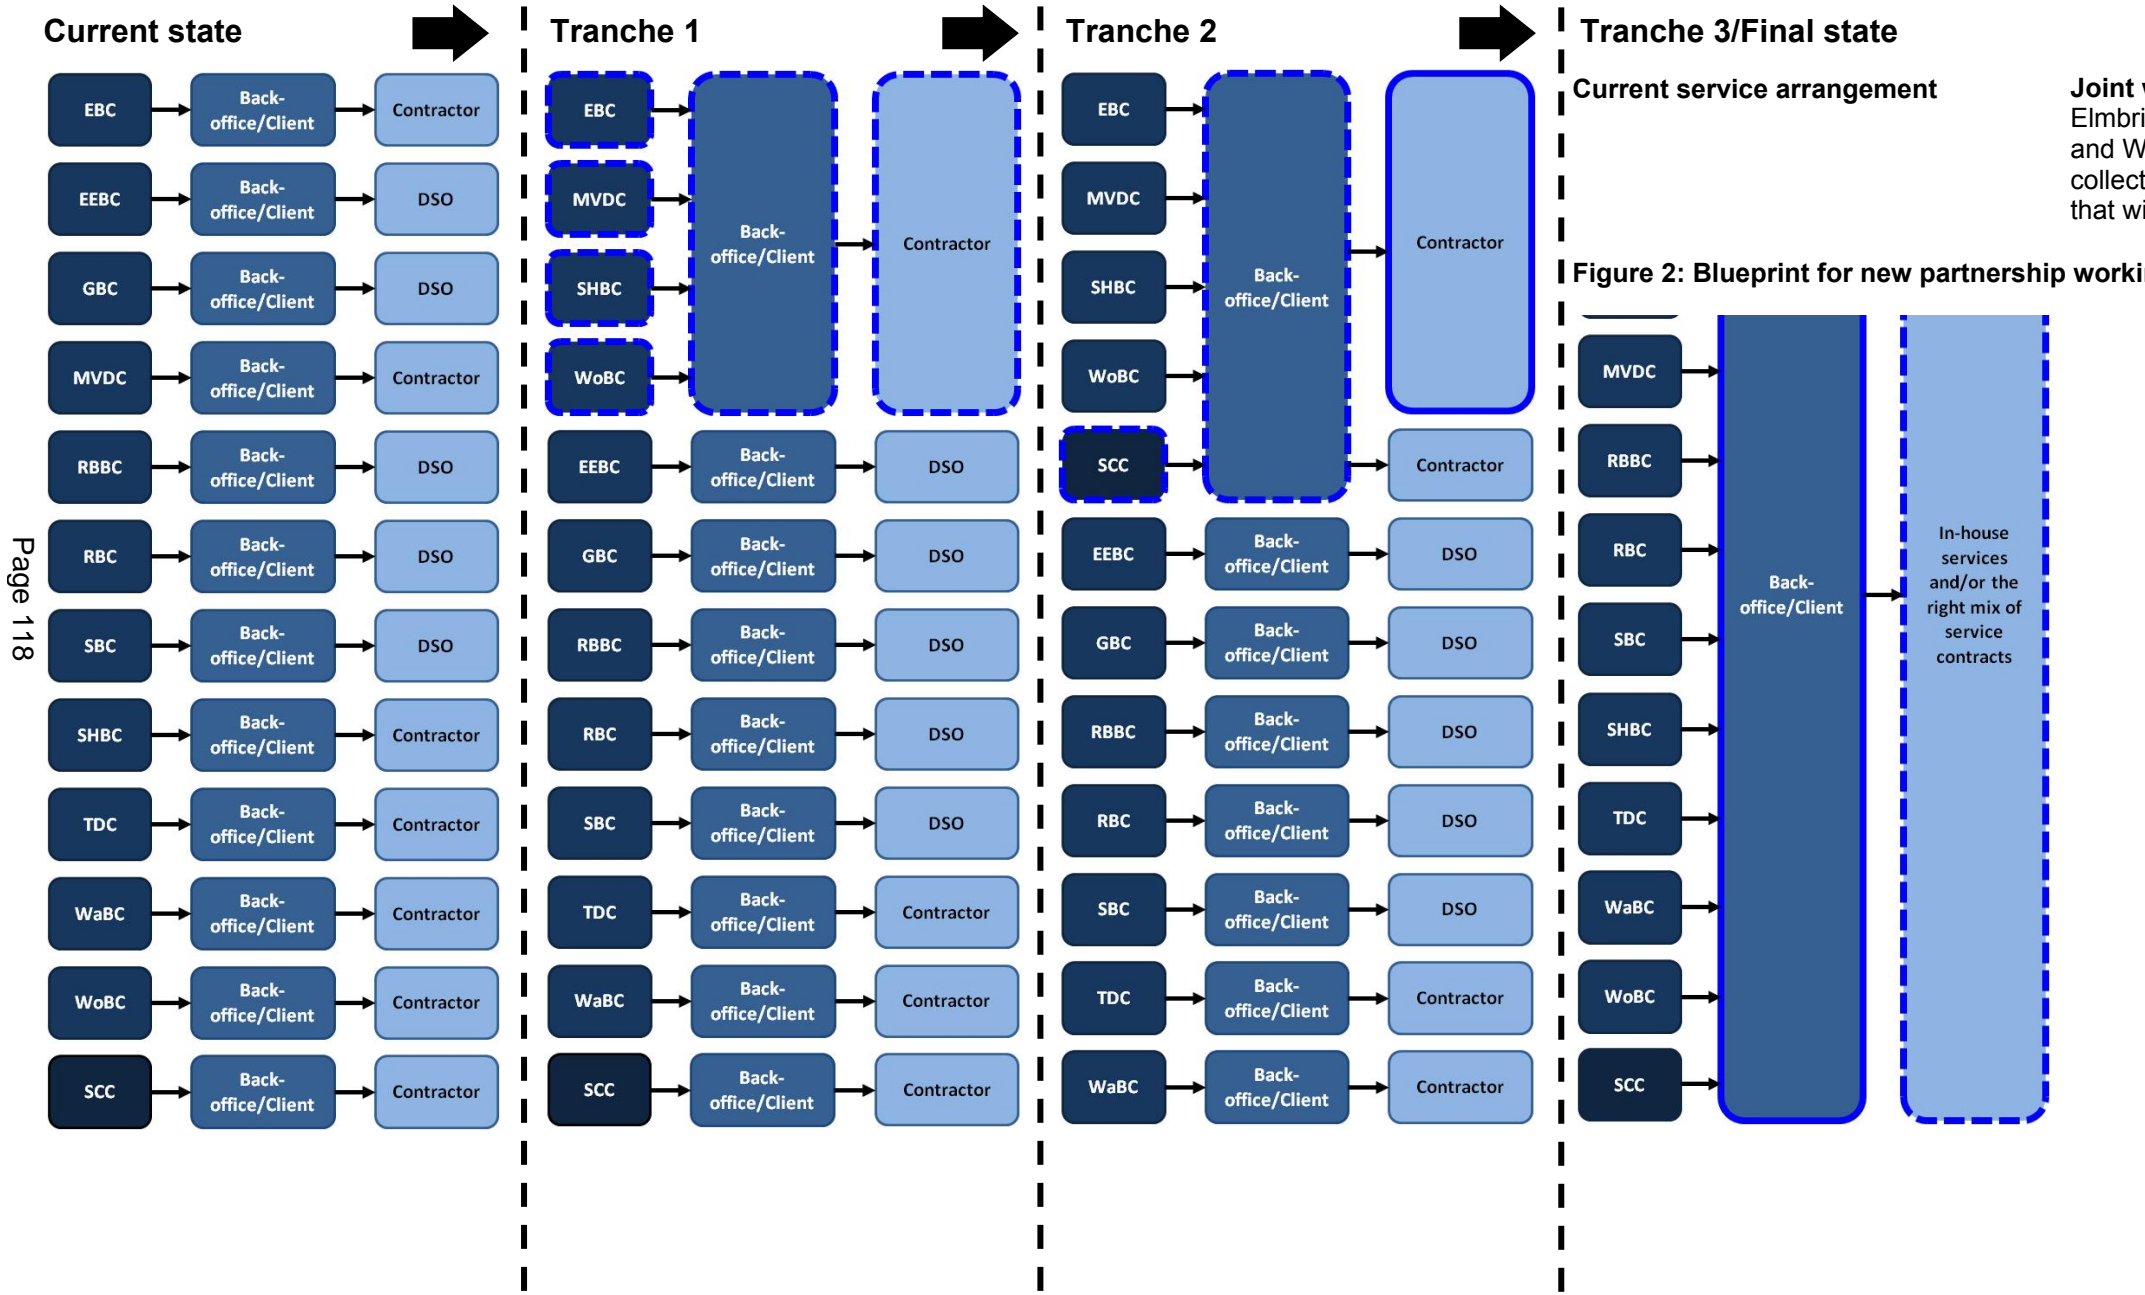 Current state
EBC
Back-
office/Client
Contractor
EEBC
Back-
office/Client
DSO
GBC
Back-
office/Client
DSO
MVDC
Back-
office/Client
Contractor
RBBC
Back-
office/Client
DSO
RBC
Back-
office/Client
DSO
SBC
Back-
office/Client
DSO
SHBC
Back-
office/Client
Contractor
TDC
Back-
office/Client
Contractor
WaBC
Back-
office/Client
Contractor
WoBC
Back-
office/Client
Contractor
SCC
Back-
office/Client
Contractor
Page 118
Tranche 1
EBC
MVDC
SHBC
WoBC
Back-
office/Client
Contractor
EEBC
Back-
office/Client
DSO
GBC
Back-
office/Client
DSO
RBBC
Back-
office/Client
DSO
RBC
Back-
office/Client
DSO
SBC
Back-
office/Client
DSO
TDC
Back-
office/Client
Contractor
WaBC
Back-
office/Client
Contractor
SCC
Back-
office/Client
Contractor
Tranche 2
EBC
MVDC
SHBC
WoBC
SCC
Back-
office/Client
Contractor
Contractor
EEBC
Back-
office/Client
DSO
GBC
Back-
office/Client
DSO
RBBC
Back-
office/Client
DSO
RBC
Back-
office/Client
DSO
SBC
Back-
office/Client
DSO
TDC
Back-
office/Client
Contractor
WaBC
Back-
office/Client
Contractor
Tranche 3/Final state
Current service arrangement
Joint
Elmbri
and W
collect
that wi
Figure 2: Blueprint for new partnership worki
MVDC
RBBC
RBC
SBC
SHBC
TDC
WaBC
WoBC
SCC
Back-
office/Client
In-house
services
and/or the
right mix of
service
contracts